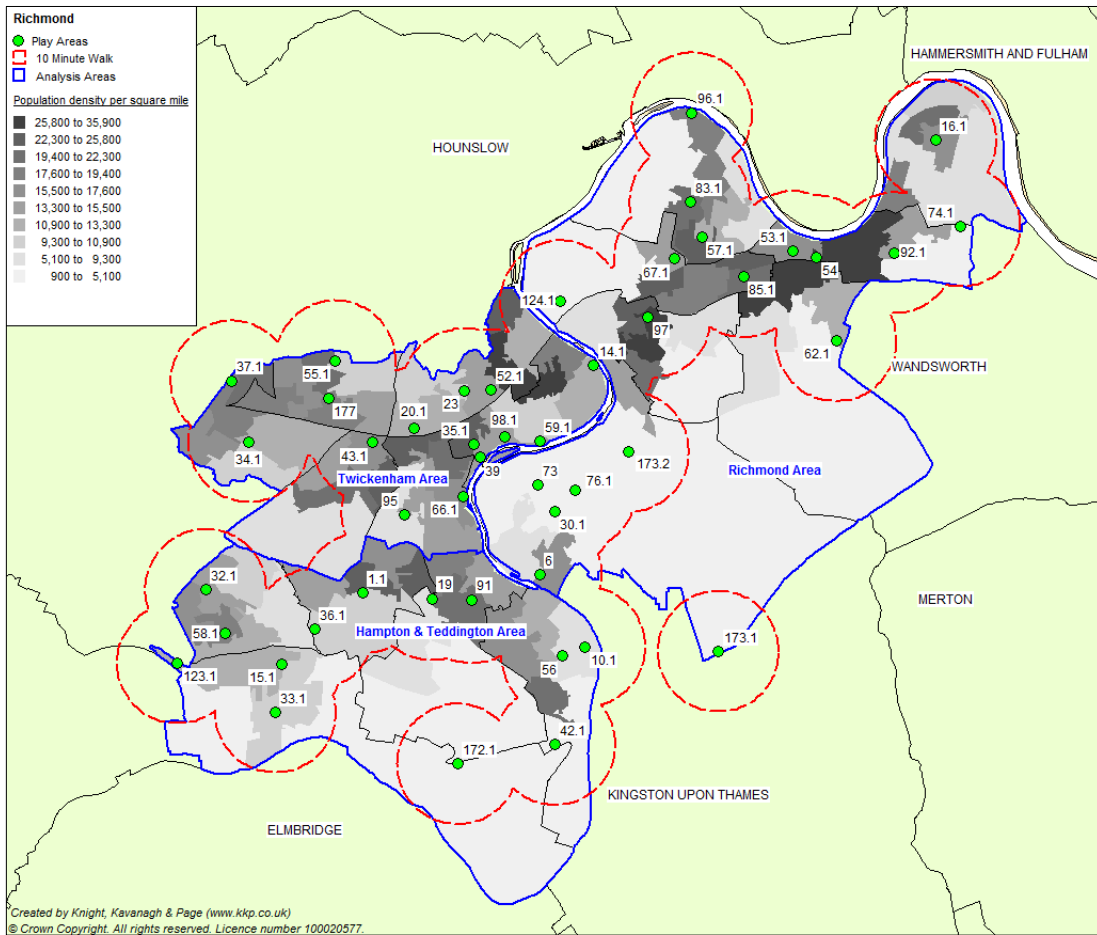 Richmond
Play Areas
10 Minute Walk
Analysis Areas
Population density per square mile
25,800 to 35,900
22,300 to 25,800
19,400 to 22,300
17,600 to 19,400
15,500 to 17,600
13,300 to 15,500
10,900 to 13,300
9,300 to 10,900
5,100 to 9,300
900 to 5,100
HAMMERSMITH AND FULHAM
96.1
16.1
HOUNSLOW
83.1
74.1
57.1
53.1
92.1
67.1
54
85.1
124.1
97
62.1
14.1
WANDSWORTH
37.1
55.1
52.1
177
23
20.1
98.1
35.1
59.1
34.1
43.1
39
173.2
Richmond Area
Twickenham Area
73
76.1
95
66.1
30.1
6
32.1
1.1
19
91
MERTON
36.1
58.1
Hampton & Teddington Area
173.1
123.1
15.1
56
10.1
33.1
42.1
172.1
KINGSTON UPON THAMES
ELMBRIDGE
Created by Knight, Kavanagh & Page (www.kkp.co.uk)
© Crown Copyright. All rights reserved. Licence number 100020577.